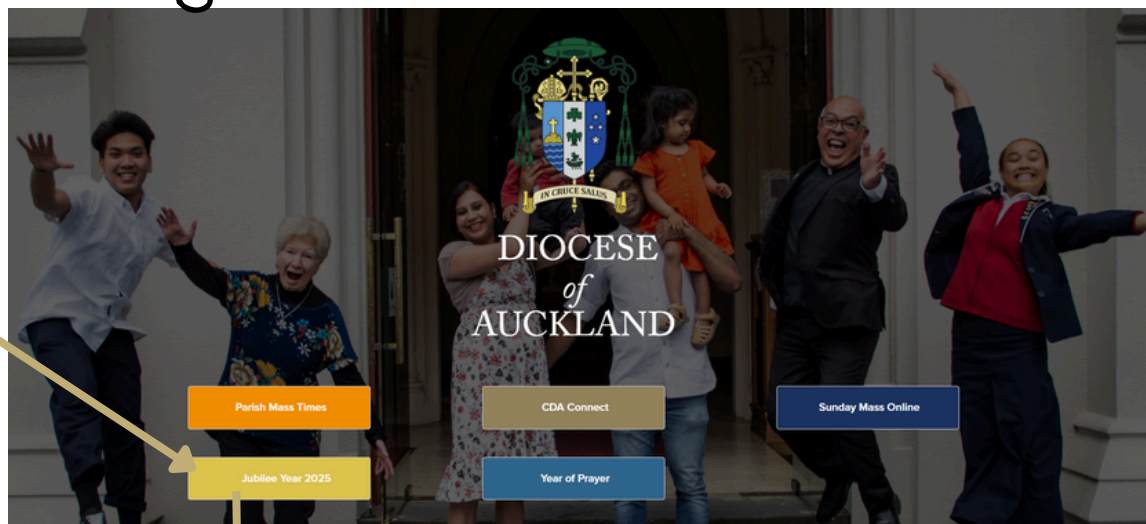 g
IN CRUCE SALUS
DIOCESE
of
AUCKLAND
Parish Mass Times
CDA Connect
Sunday Mass Online
Jubilee Year 2025
Year of Prayer